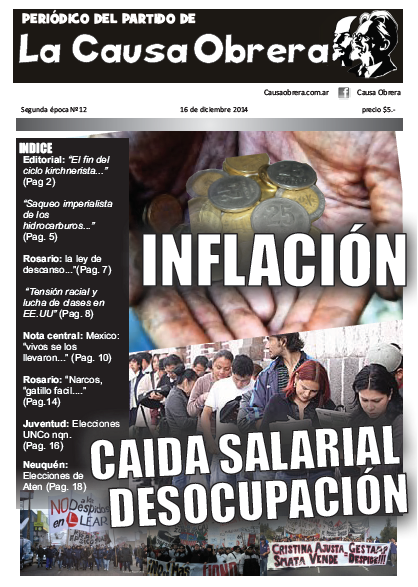 PERIÓDICO DEL PARTIDO DE
La Causa Obrera
Causaobrera.com.ar Causa Obrera
Segunda época Nº12 16 de diciembre 2014 precio $5.-
INDICE
Editorial: "El fin del
ciclo kirchnerista..."
(Pag 2)
"Saqueo imperialista
de los
hidrocarburos..."
(Pag. 5)
Rosario: la ley de
descanso..."(Pag. 7)
"Tensión racial y
lucha de clases en
EE.UU" (Pag. 8)
Nota central: Mexico:
"vivos se los
llevaron..." (Pag. 10)
Rosario: "Narcos,
"gatillo facil...."
(Pag.14)
Juventud: Elecciones
UNCo nqn.
(Pag. 16)
Neuquén:
Elecciones de
Aten (Pag. 18)
INFLACIÓN
CAIDA SALARIAL
DESOCUPACIÓN
NO a los
Despidos
en LEAR
CRISTINA AJUSTA, GESTAMP
SMATA VENDE DESPIDE!!!